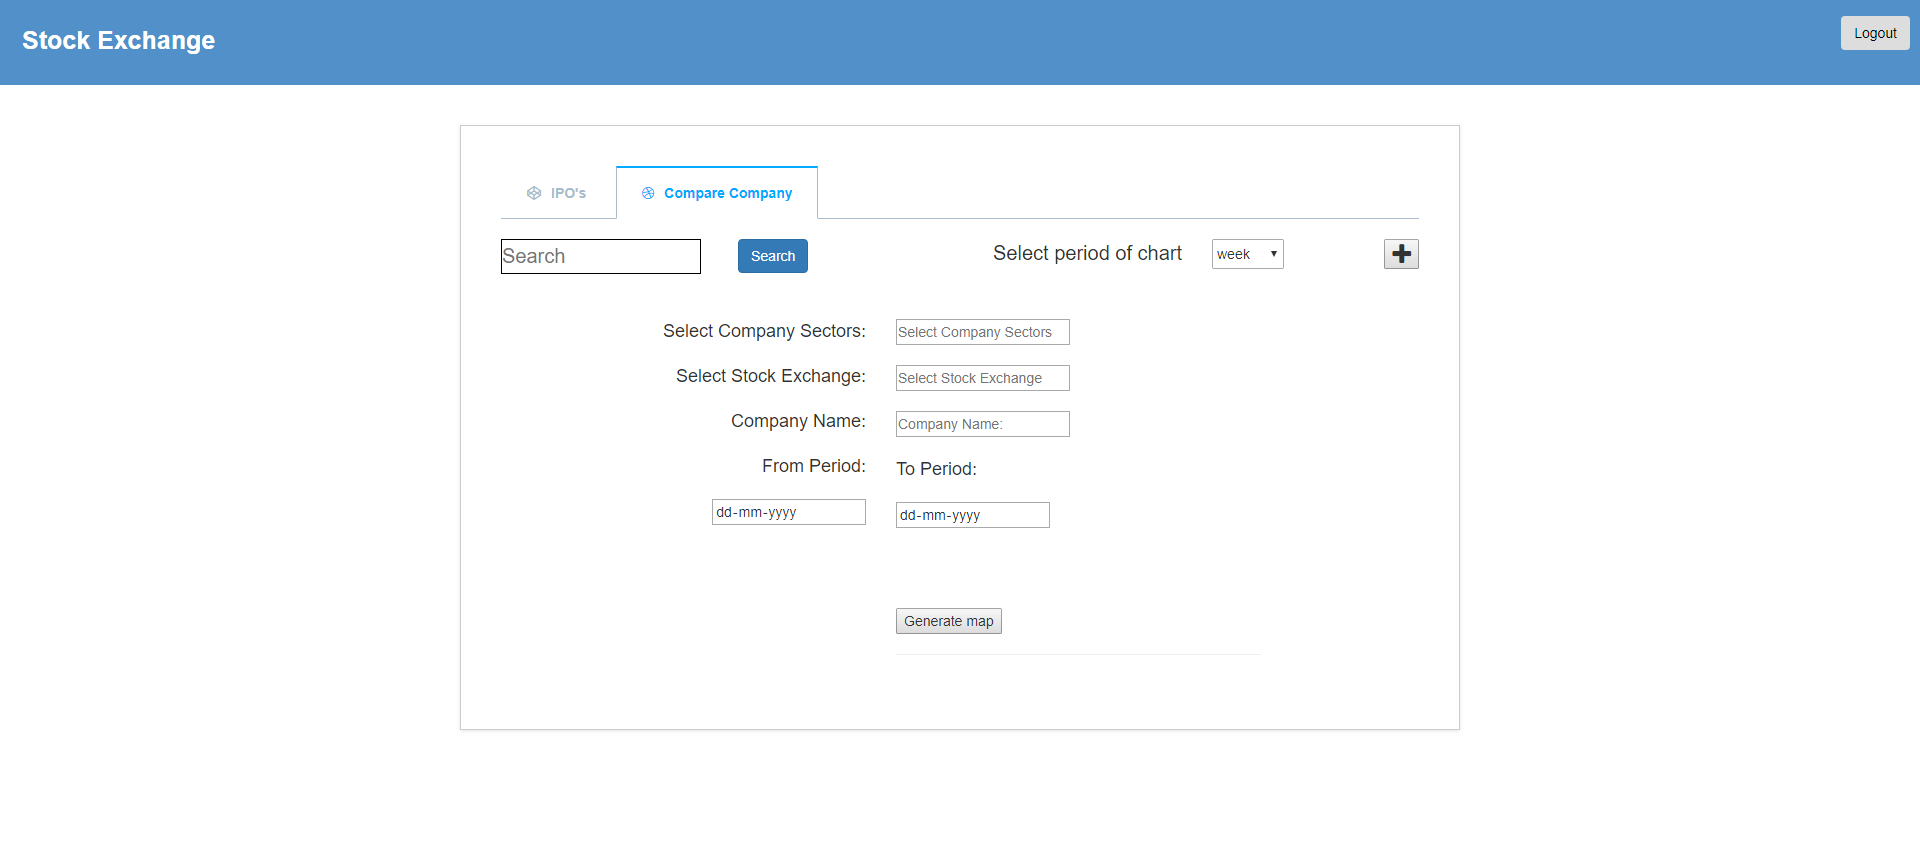 Stock Exchange
Logout
IPO's
Compare Company
Search
Search
Select period of chart
week
Select Company Sectors:
Select Company Sectors
Select Stock Exchange:
Select Stock Exchange
Company Name:
Company Name:
From Period:
To Period:
dd-mm-yyyy
dd-mm-yyyy
Generate map